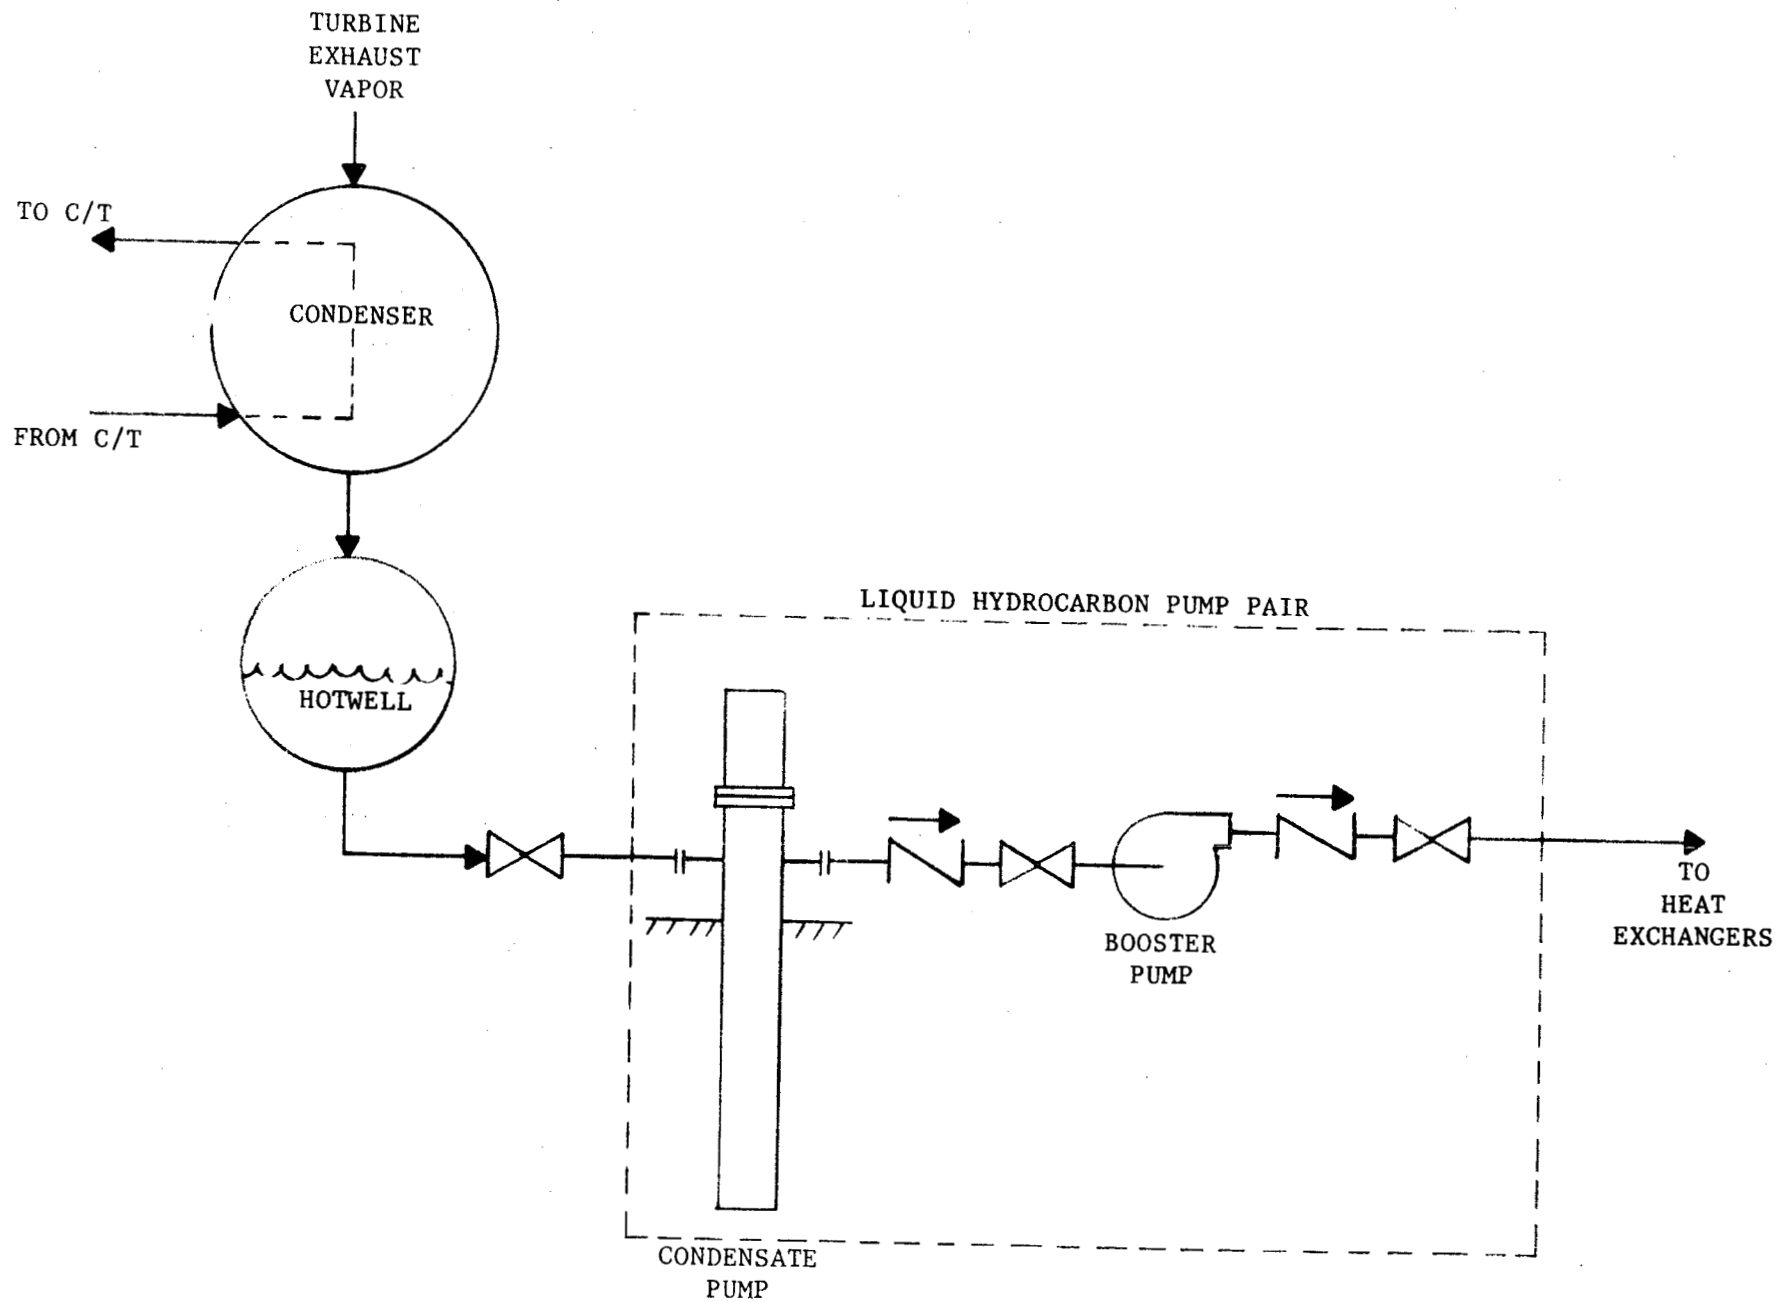 TURBINE
EXHAUST
VAPOR
TO C/T
CONDENSER
FROM C/T
HOTWELL
LIQUID HYDROCARBON PUMP PAIR
BOOSTER
PUMP
TO
HEAT
EXCHANGERS
CONDENSATE
PUMP